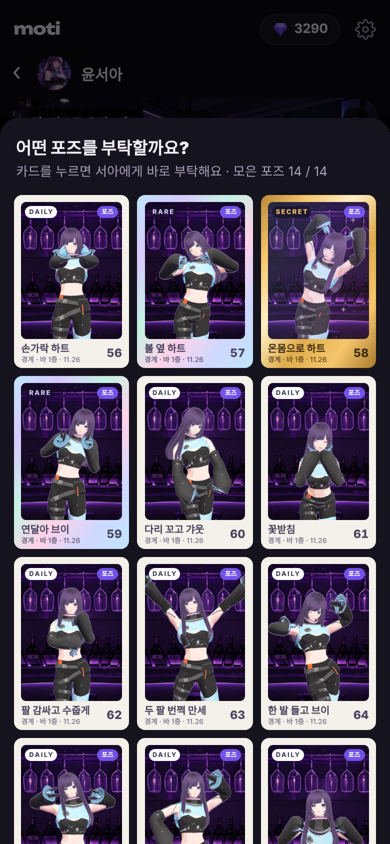 moti
3290
윤서아
어떤 포즈를 부탁할까요?
카드를 누르면 서아에게 바로 부탁해요 · 모은 포즈 14 / 14
DAILY 포즈
손가락 하트 56
경계 · 바 1층 · 11.26
RARE 포즈
볼 옆 하트 57
경계 · 바 1층 · 11.26
SECRET 포즈
온몸으로 하트 58
경계 · 바 1층 · 11.26
RARE 포즈
연달아 브이 59
경계 · 바 1층 · 11.26
DAILY 포즈
다리 꼬고 갸웃 60
경계 · 바 1층 · 11.26
DAILY 포즈
꽃받침 61
경계 · 바 1층 · 11.26
DAILY 포즈
팔 감싸고 수줍게 62
경계 · 바 1층 · 11.26
DAILY 포즈
두 팔 번쩍 만세 63
경계 · 바 1층 · 11.26
DAILY 포즈
한 발 들고 브이 64
경계 · 바 1층 · 11.26
DAILY 포즈
DAILY 포즈
DAILY 포즈